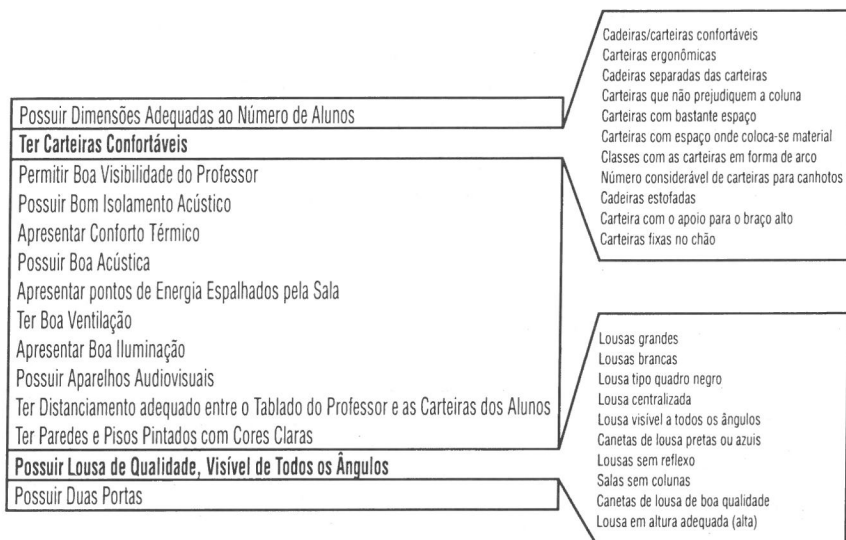 Possuir Dimensões Adequadas ao Número de Alunos
Ter Carteiras Confortáveis
Permitir Boa Visibilidade do Professor
Possuir Bom Isolamento Acústico
Apresentar Conforto Térmico
Possuir Boa Acústica
Apresentar pontos de Energia Espalhados pela Sala
Ter Boa Ventilação
Apresentar Boa Iluminação
Possuir Aparelhos Audiovisuais
Ter Distanciamento adequado entre o Tablado do Professor e as Carteiras dos Alunos
Ter Paredes e Pisos Pintados com Cores Claras
Possuir Lousa de Qualidade, Visível de Todos os Ângulos
Possuir Duas Portas
Cadeiras/carteiras confortáveis
Carteiras ergonômicas
Cadeiras separadas das carteiras
Carteiras que não prejudiquem a coluna
Carteiras com bastante espaço
Carteiras com espaço onde coloca-se material
Classes com as carteiras em forma de arco
Número considerável de carteiras para canhotos
Cadeiras estofadas
Carteira com o apoio para o braço alto
Carteiras fixas no chão
Lousas grandes
Lousas brancas
Lousa tipo quadro negro
Lousa centralizada
Lousa visível a todos os ângulos
Canetas de lousa pretas ou azuis
Lousas sem reflexo
Salas sem colunas
Canetas de lousa de boa qualidade
Lousa em altura adequada (alta)